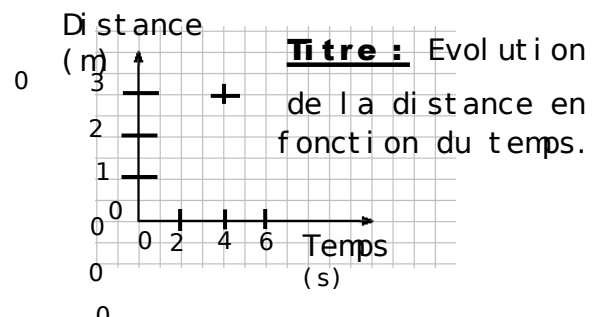 Distance
(m)
Titre : Evolution
de la distance en
fonction du temps.
0
3
2
1
0
0
0 2 4 6
Temps
(s)
0
0